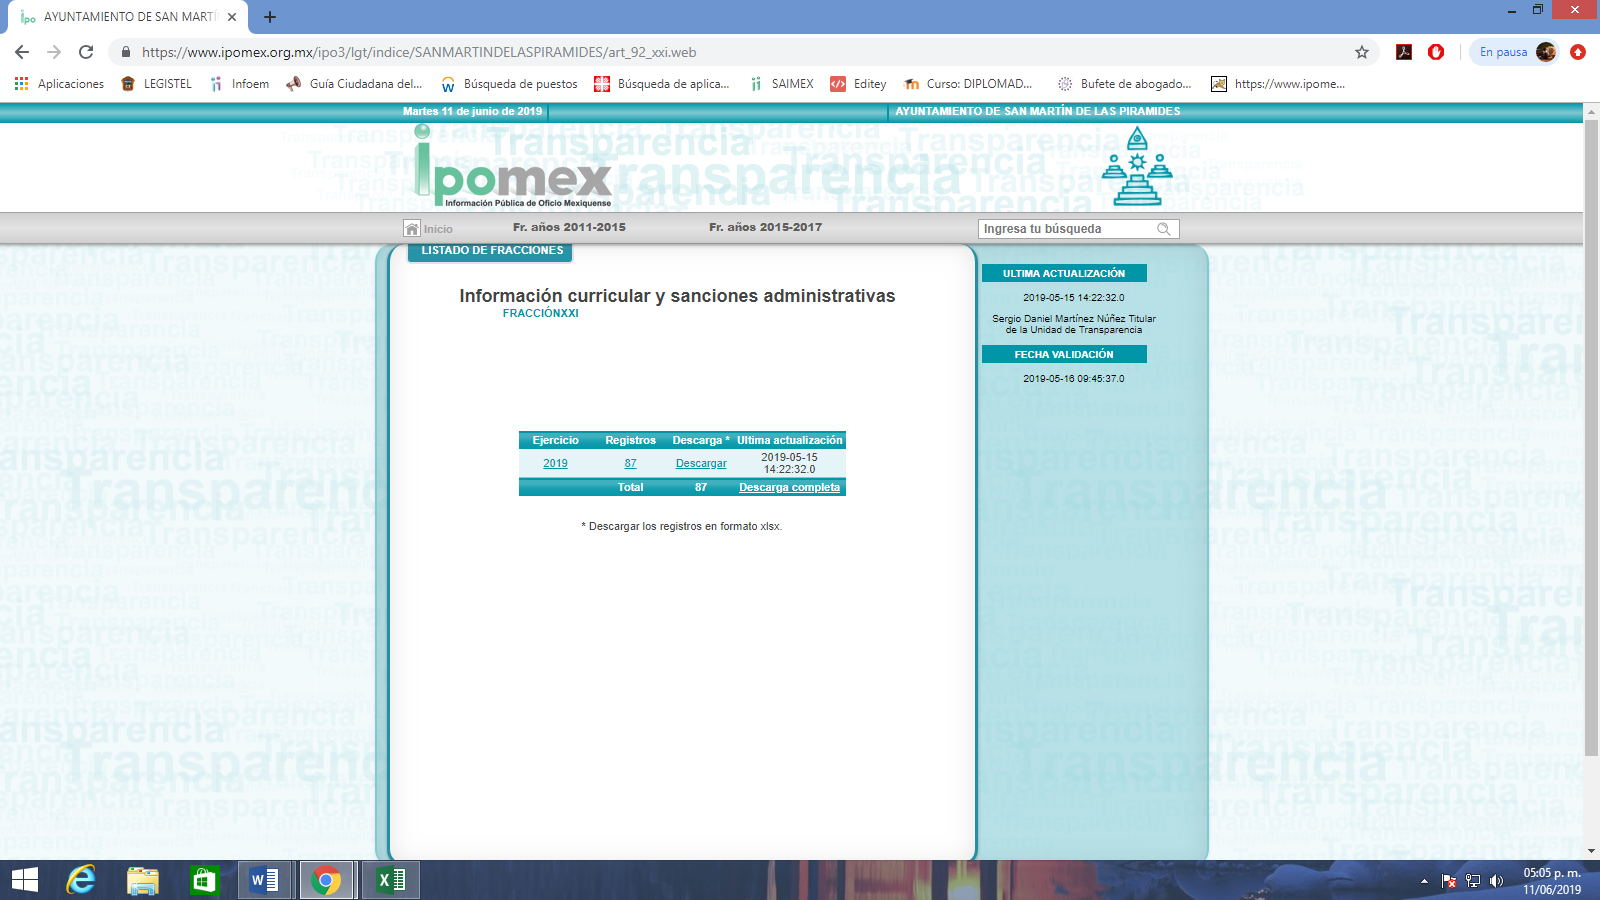 AYUNTAMIENTO DE SAN MARTÍ
https://www.ipomex.org.mx/ipo3/lgt/indice/SANMARTINDELASPIRAMIDES/art_92_xxi.web
En pausa
Aplicaciones LEGISTEL Infoem Guía Ciudadana del... Búsqueda de puestos Búsqueda de aplica... SAIMEX Editey Curso: DIPLOMAD... Bufete de abogado... https://www.ipome...
Martes 11 de junio de 2019 AYUNTAMIENTO DE SAN MARTÍN DE LAS PIRAMIDES
ipomex
Información Pública de Oficio Mexiquense
Transparencia
Inicio Fr. años 2011-2015 Fr. años 2015-2017 Ingresa tu búsqueda
LISTADO DE FRACCIONES
Información curricular y sanciones administrativas
FRACCIÓNXXI
Ejercicio Registros Descarga * Ultima actualización
2019 87 Descargar 2019-05-15
14:22:32.0
Total 87 Descarga completa
* Descargar los registros en formato xlsx.
ULTIMA ACTUALIZACIÓN
2019-05-15 14:22:32.0
Sergio Daniel Martínez Núñez Titular
de la Unidad de Transparencia
FECHA VALIDACIÓN
2019-05-16 09:45:37.0
05:05 p. m.
11/06/2019